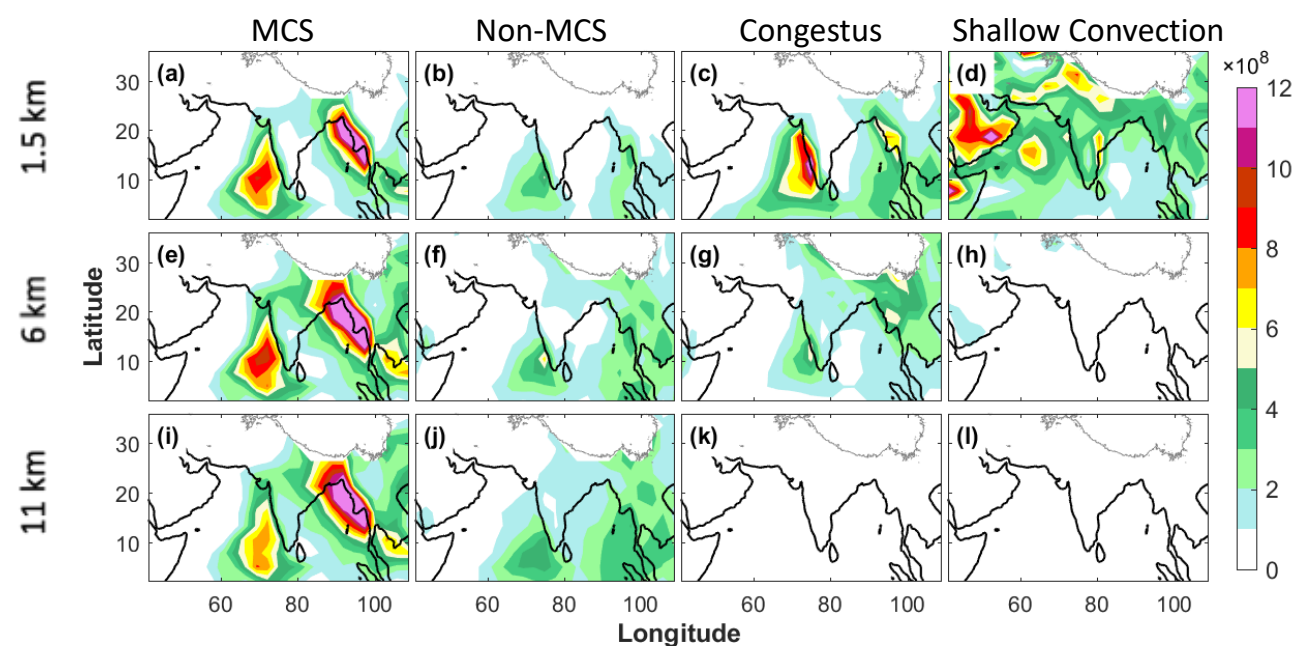 MCS Non-MCS Congestus Shallow Convection
×10⁸
1.5 km
(a) (b) (c) (d)
30
20
10
12
10
8
6
4
2
0
6 km
Latitude
(e) (f) (g) (h)
30
20
10
11 km
(i) (j) (k) (l)
30
20
10
60 80 100 60 80 100 60 80 100 60 80 100
Longitude